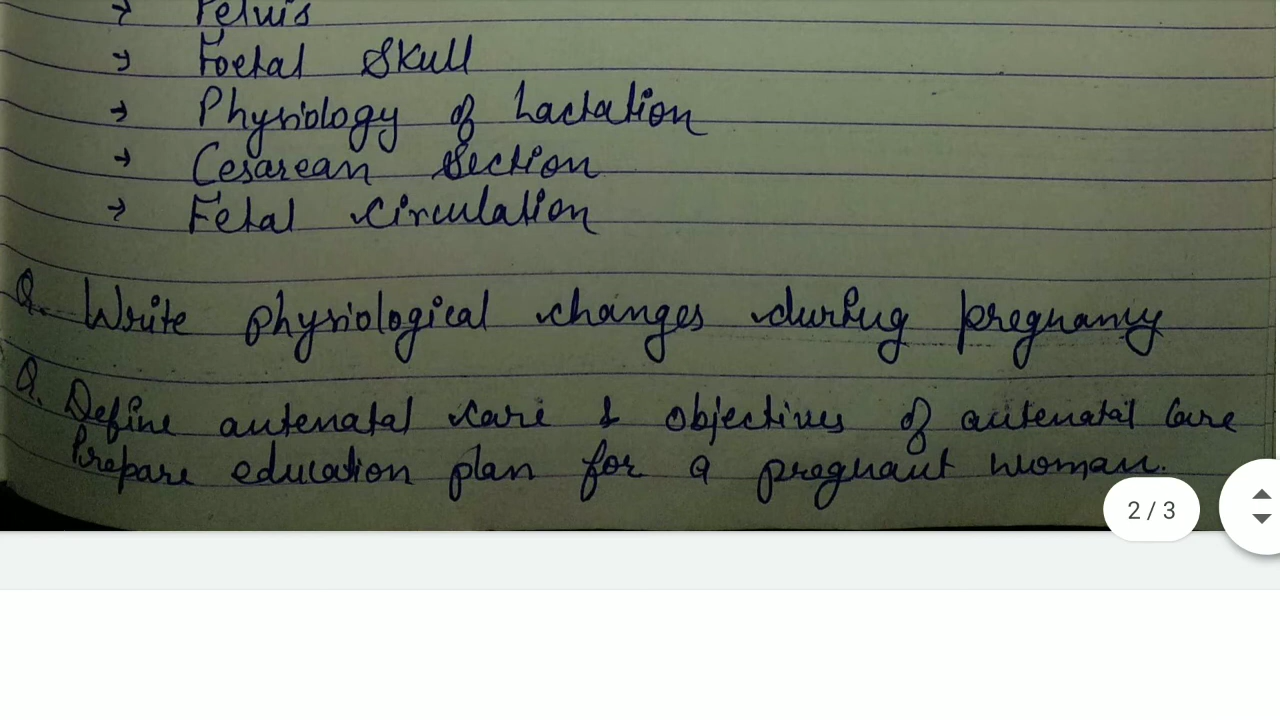 → Pelvis
→ Foetal Skull
→ Physiology of Lactation
→ Cesarean Section
→ Fetal Circulation
Q. Write physiological changes during pregnancy
Q. Define antenatal care & objectives of antenatal care
Prepare education plan for a pregnant woman.
2 / 3